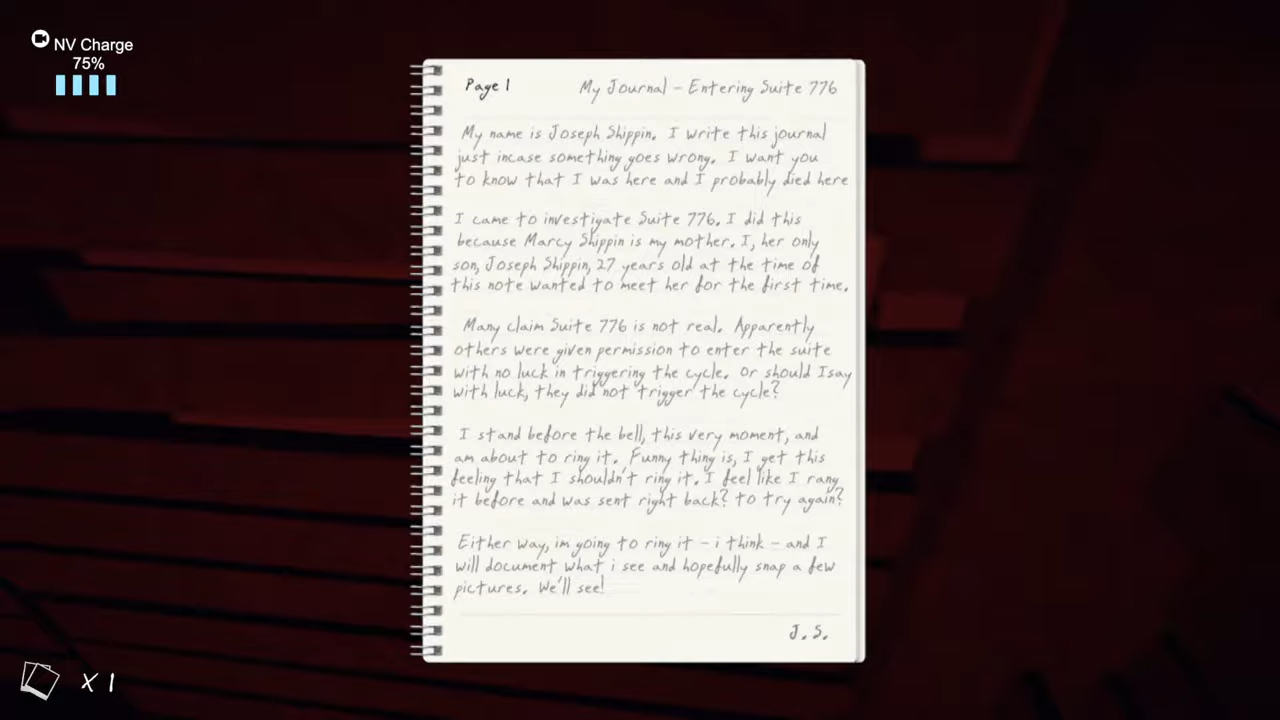 NV Charge
75%
Page 1
My Journal - Entering Suite 776
My name is Joseph Shippin. I write this journal
just incase something goes wrong. I want you
to know that I was here and I probably died here
I came to investigate Suite 776. I did this
because Marcy Shippin is my mother. I, her only
son, Joseph Shippin, 27 years old at the time of
this note wanted to meet her for the first time.
Many claim Suite 776 is not real. Apparently
others were given permission to enter the suite
with no luck in triggering the cycle. Or should I say
with luck, they did not trigger the cycle?
I stand before the bell, this very moment, and
am about to ring it. Funny thing is, I get this
feeling that I shouldn't ring it. I feel like I rang
it before and was sent right back? to try again?
Either way, im going to ring it - i think - and I
will document what i see and hopefully snap a few
pictures. We'll see!
J. S.
X 1